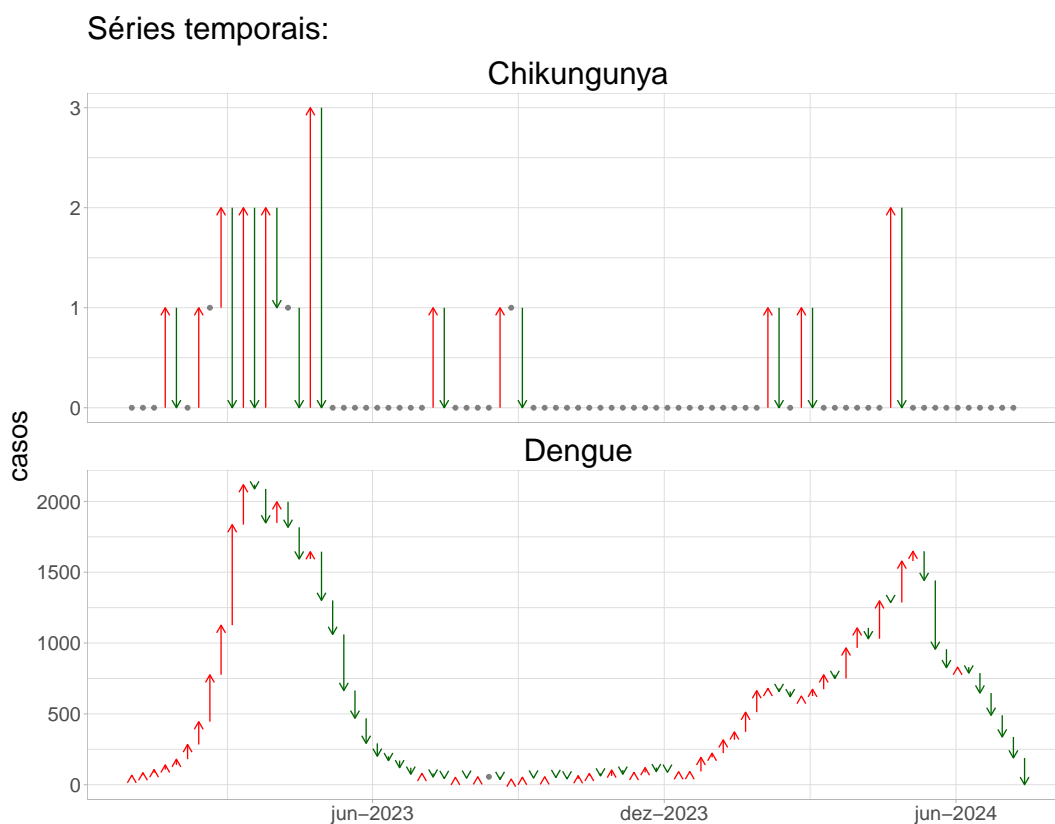 Séries temporais:
Chikungunya
3
2
1
0
casos
Dengue
2000
1500
1000
500
0
jun−2023
dez−2023
jun−2024